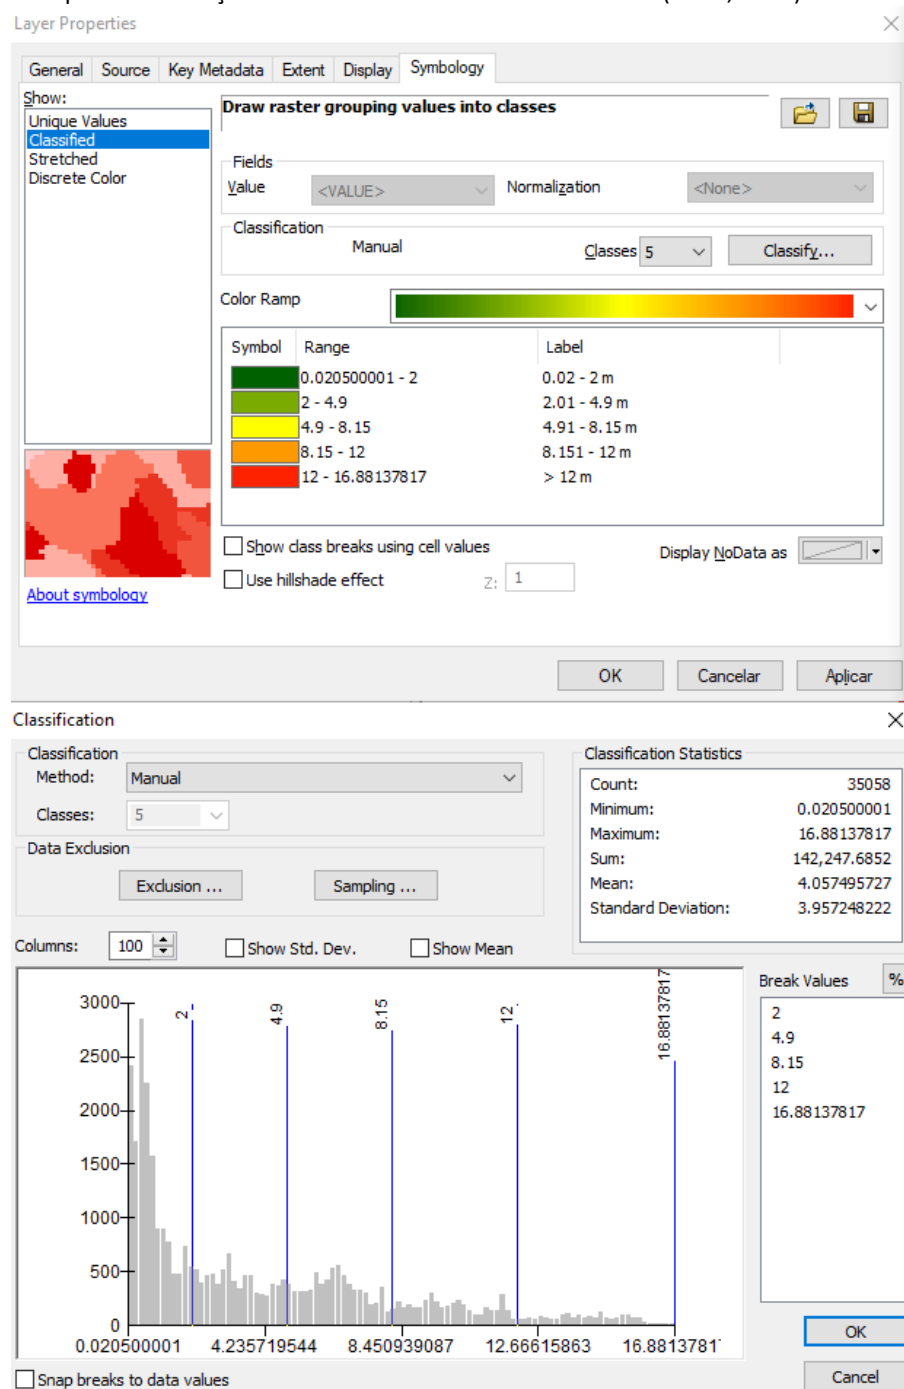 Layer Properties
General Source Key Metadata Extent Display Symbology
Show:
Unique Values
Classified
Stretched
Discrete Color
Draw raster grouping values into classes
Fields
Value <VALUE> Normalization <None>
Classification
Manual Classes 5 Classify...
Color Ramp
Symbol Range Label
0.020500001 - 2 0.02 - 2 m
2 - 4.9 2.01 - 4.9 m
4.9 - 8.15 4.91 - 8.15 m
8.15 - 12 8.151 - 12 m
12 - 16.88137817 > 12 m
Show class breaks using cell values Display NoData as
Use hillshade effect Z: 1
About symbology
OK Cancelar Aplicar
Classification
Classification
Method: Manual
Classes: 5
Data Exclusion
Exclusion ... Sampling ...
Classification Statistics
Count: 35058
Minimum: 0.020500001
Maximum: 16.88137817
Sum: 142,247.6852
Mean: 4.057495727
Standard Deviation: 3.957248222
Columns: 100 Show Std. Dev. Show Mean
Break Values %
2
4.9
8.15
12
16.88137817
2 4.9 8.15 12 16.88137817
3000
2500
2000
1500
1000
500
0
0.020500001 4.235719544 8.450939087 12.66615863 16.8813781
OK
Cancel
Snap breaks to data values